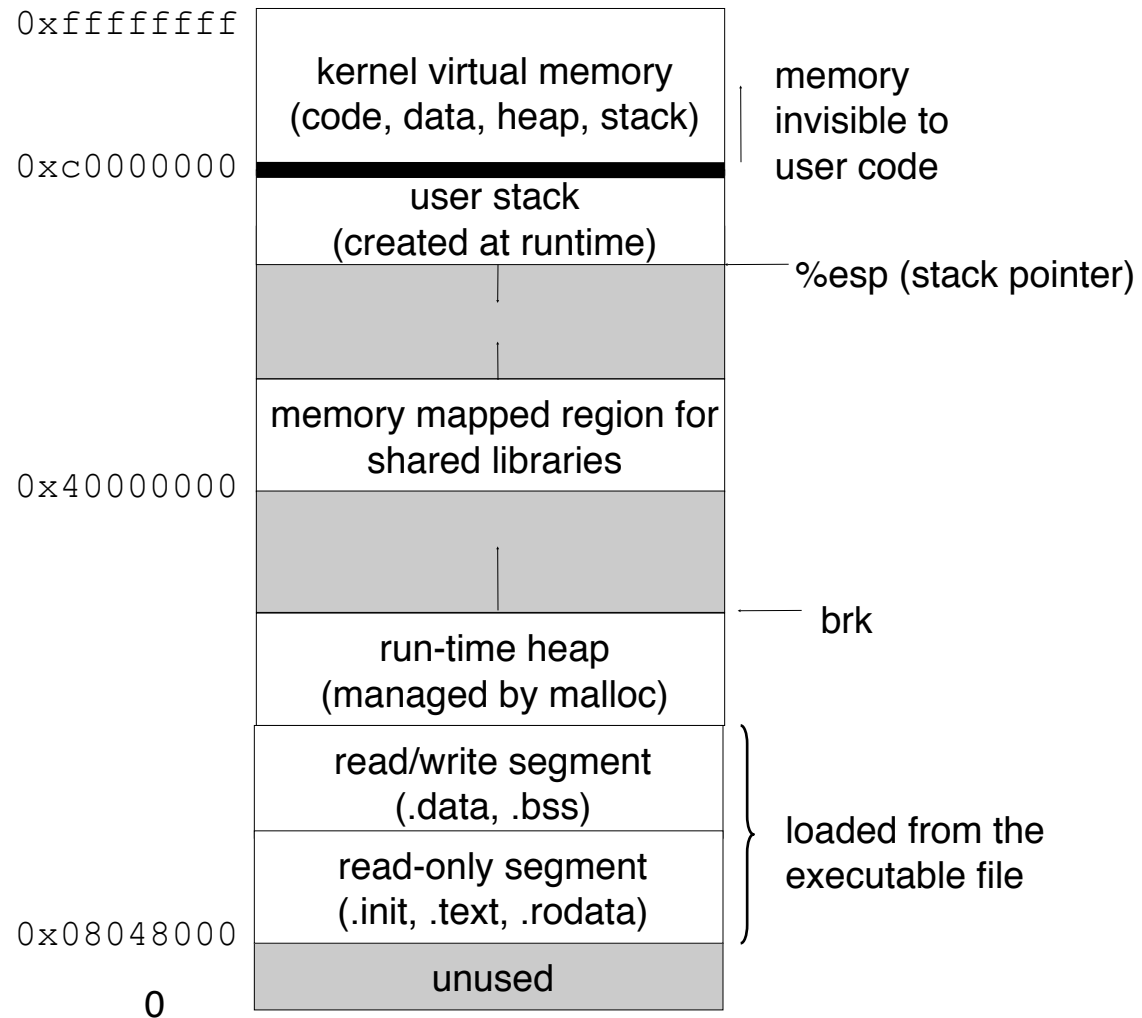 0xffffffff
kernel virtual memory
(code, data, heap, stack)
memory
invisible to
user code
0xc0000000
user stack
(created at runtime)
%esp (stack pointer)
memory mapped region for
shared libraries
0x40000000
brk
run-time heap
(managed by malloc)
read/write segment
(.data, .bss)
loaded from the
executable file
read-only segment
(.init, .text, .rodata)
0x08048000
unused
0